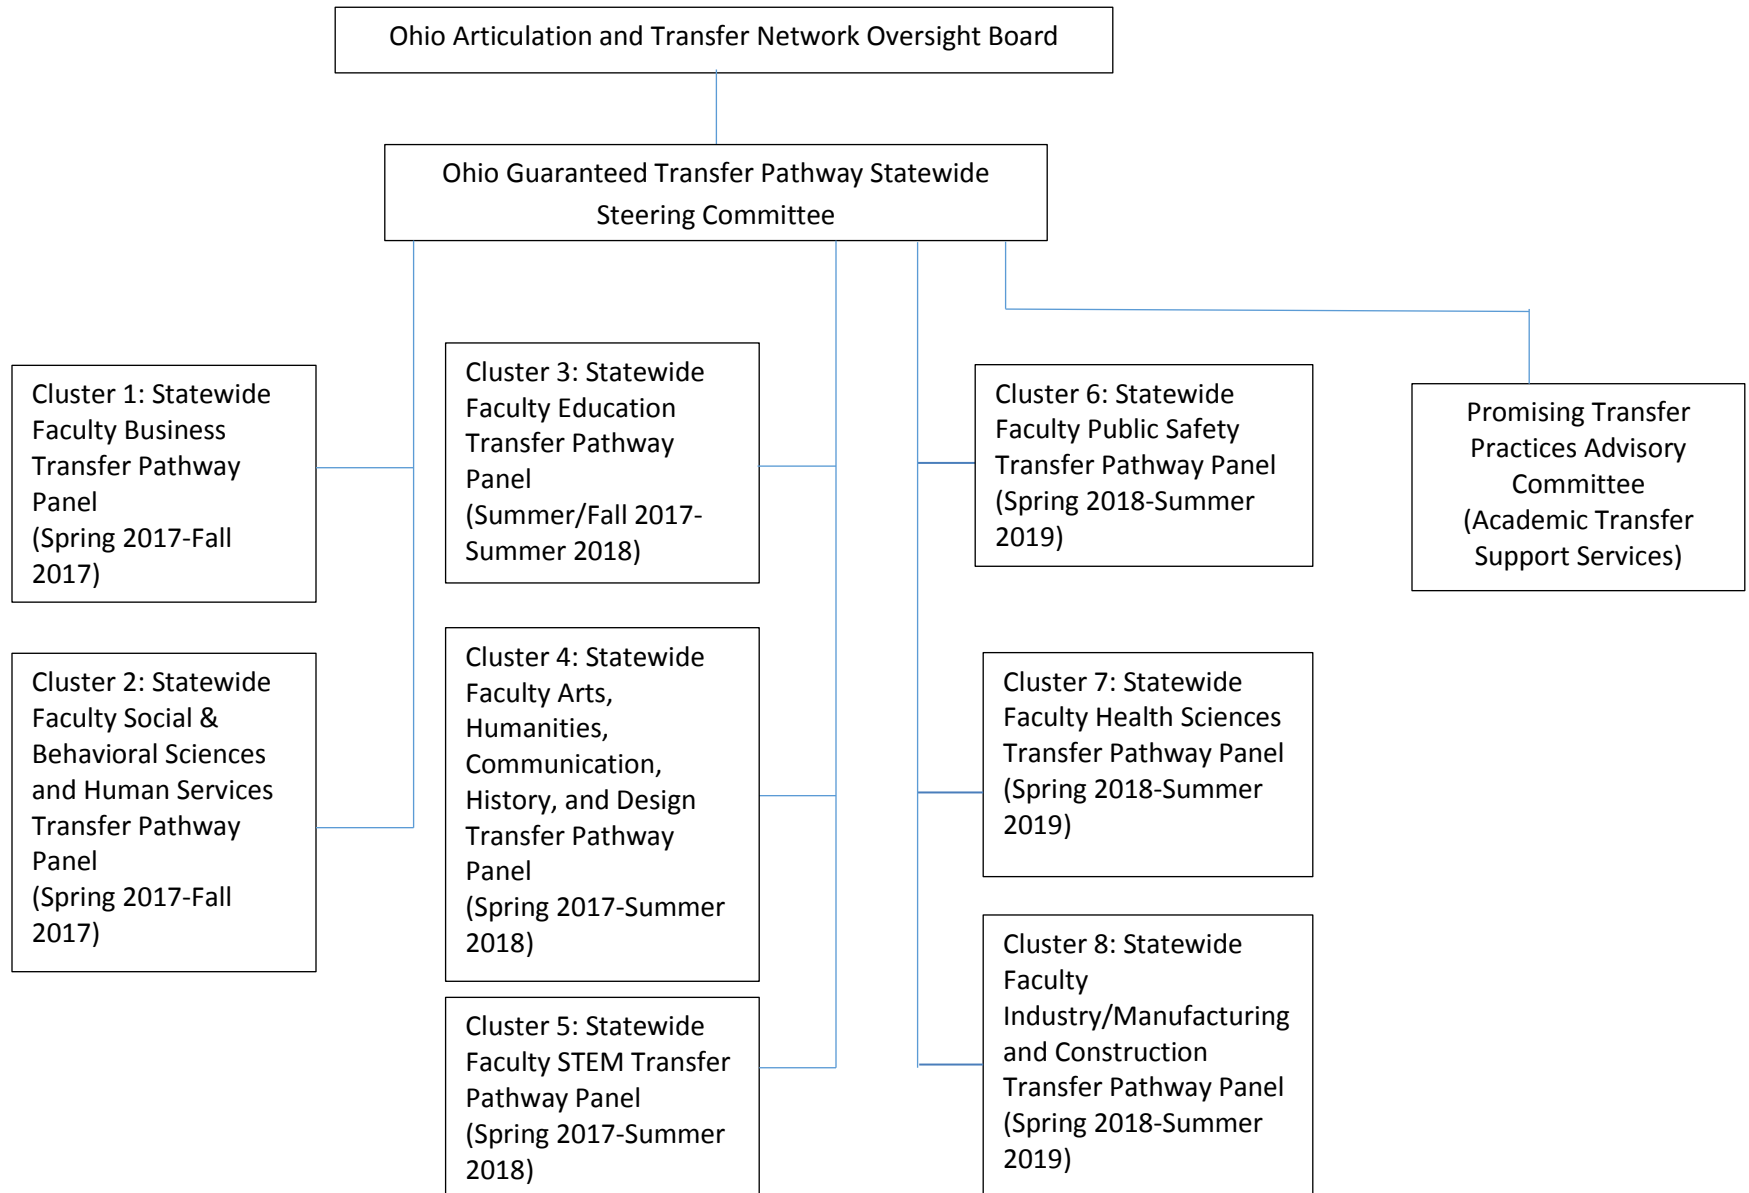 Ohio Articulation and Transfer Network Oversight Board
Ohio Guaranteed Transfer Pathway Statewide
Steering Committee
Cluster 1: Statewide
Faculty Business
Transfer Pathway
Panel
(Spring 2017-Fall
2017)
Cluster 2: Statewide
Faculty Social &
Behavioral Sciences
and Human Services
Transfer Pathway
Panel
(Spring 2017-Fall
2017)
Cluster 3: Statewide
Faculty Education
Transfer Pathway
Panel
(Summer/Fall 2017-
Summer 2018)
Cluster 4: Statewide
Faculty Arts,
Humanities,
Communication,
History, and Design
Transfer Pathway
Panel
(Spring 2017-Summer
2018)
Cluster 5: Statewide
Faculty STEM Transfer
Pathway Panel
(Spring 2017-Summer
2018)
Cluster 6: Statewide
Faculty Public Safety
Transfer Pathway Panel
(Spring 2018-Summer
2019)
Cluster 7: Statewide
Faculty Health Sciences
Transfer Pathway Panel
(Spring 2018-Summer
2019)
Cluster 8: Statewide
Faculty
Industry/Manufacturing
and Construction
Transfer Pathway Panel
(Spring 2018-Summer
2019)
Promising Transfer
Practices Advisory
Committee
(Academic Transfer
Support Services)